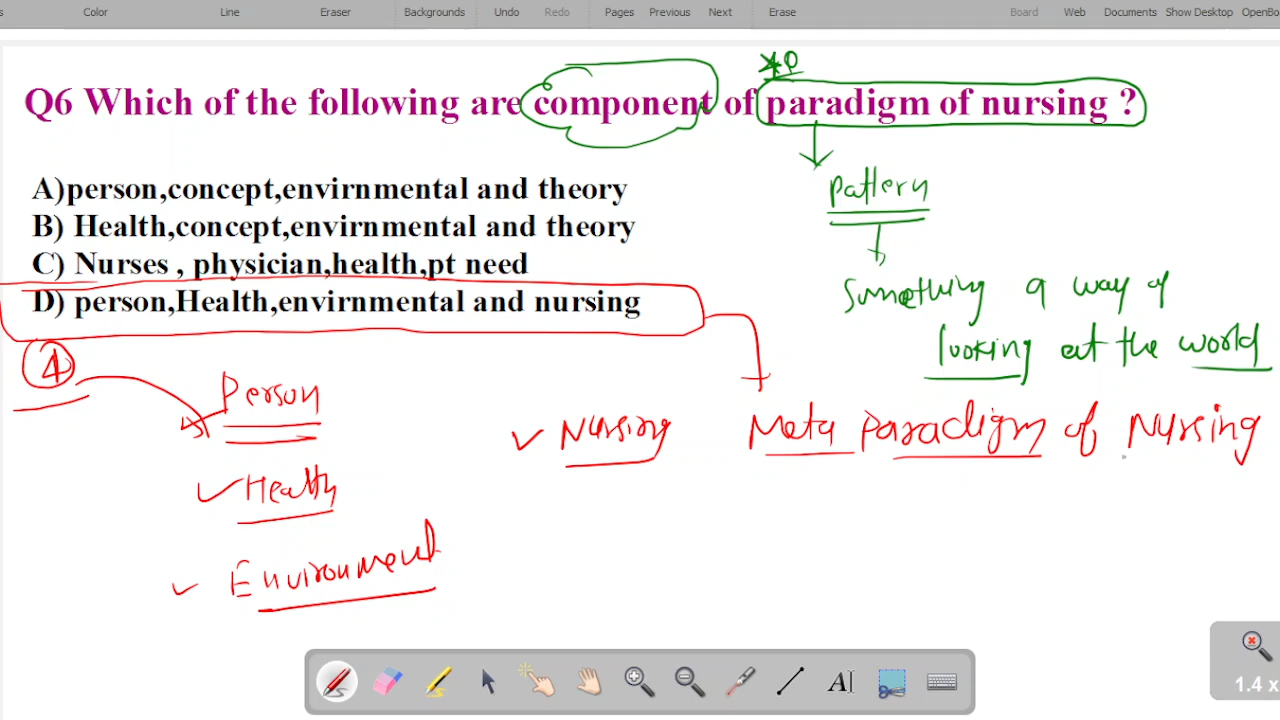 Color Line Eraser Backgrounds Undo Redo Pages Previous Next Erase Board Web Documents Show Desktop OpenBo
Q6 Which of the following are component of paradigm of nursing ?
A)person,concept,envirnmental and theory
B) Health,concept,envirnmental and theory
C) Nurses , physician,health,pt need
D) person,Health,envirnmental and nursing
pattern
Something a way of
looking at the world
4
Person
Health
Environment
Nursing
Meta paradigm of Nursing
1.4 x